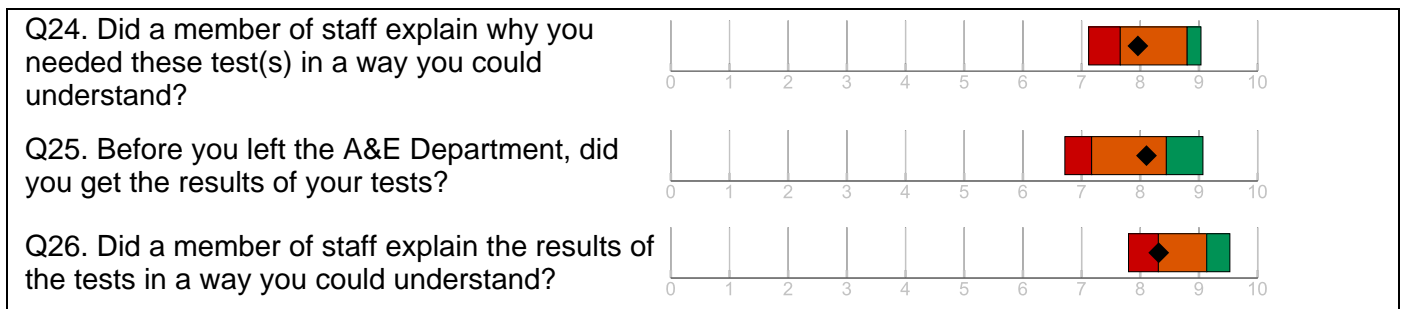 Q24. Did a member of staff explain why you
needed these test(s) in a way you could
understand?
0 1 2 3 4 5 6 7 8 9 10
Q25. Before you left the A&E Department, did
you get the results of your tests?
0 1 2 3 4 5 6 7 8 9 10
Q26. Did a member of staff explain the results of
the tests in a way you could understand?
0 1 2 3 4 5 6 7 8 9 10